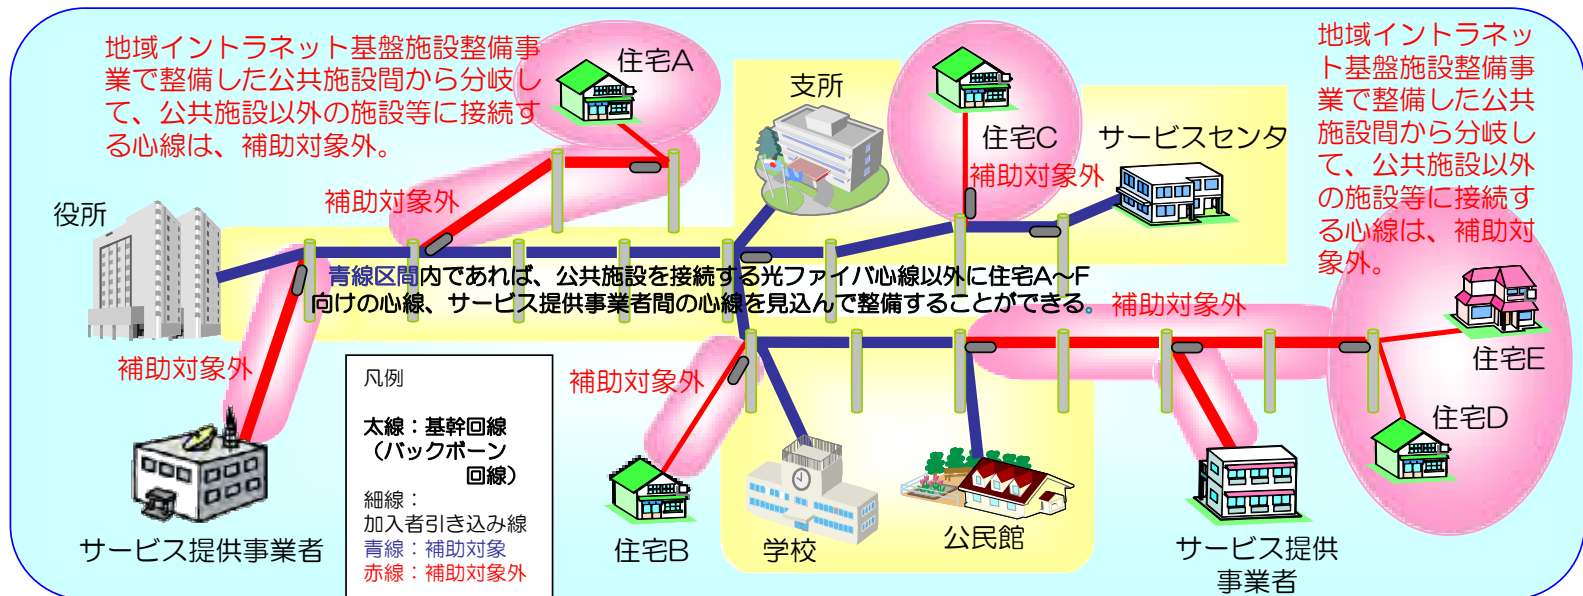 地域イントラネット基盤施設整備事
業で整備した公共施設間から分岐し
て、公共施設以外の施設等に接続す
る心線は、補助対象外。
住宅A
支所
住宅C
サービスセンタ
地域イントラネッ
ト基盤施設整備事
業で整備した公共
施設間から分岐し
て、公共施設以外
の施設等に接続す
る心線は、補助対
象外。
補助対象外
補助対象外
役所
青線区間内であれば、公共施設を接続する光ファイバ心線以外に住宅A~F
向けの心線、サービス提供事業者間の心線を見込んで整備することができる。
補助対象外
補助対象外
補助対象外
住宅E
住宅D
凡例
太線:基幹回線
(バックボーン
回線)
細線:
加入者引き込み線
青線:補助対象
赤線:補助対象外
サービス提供事業者
住宅B
学校
公民館
サービス提供
事業者